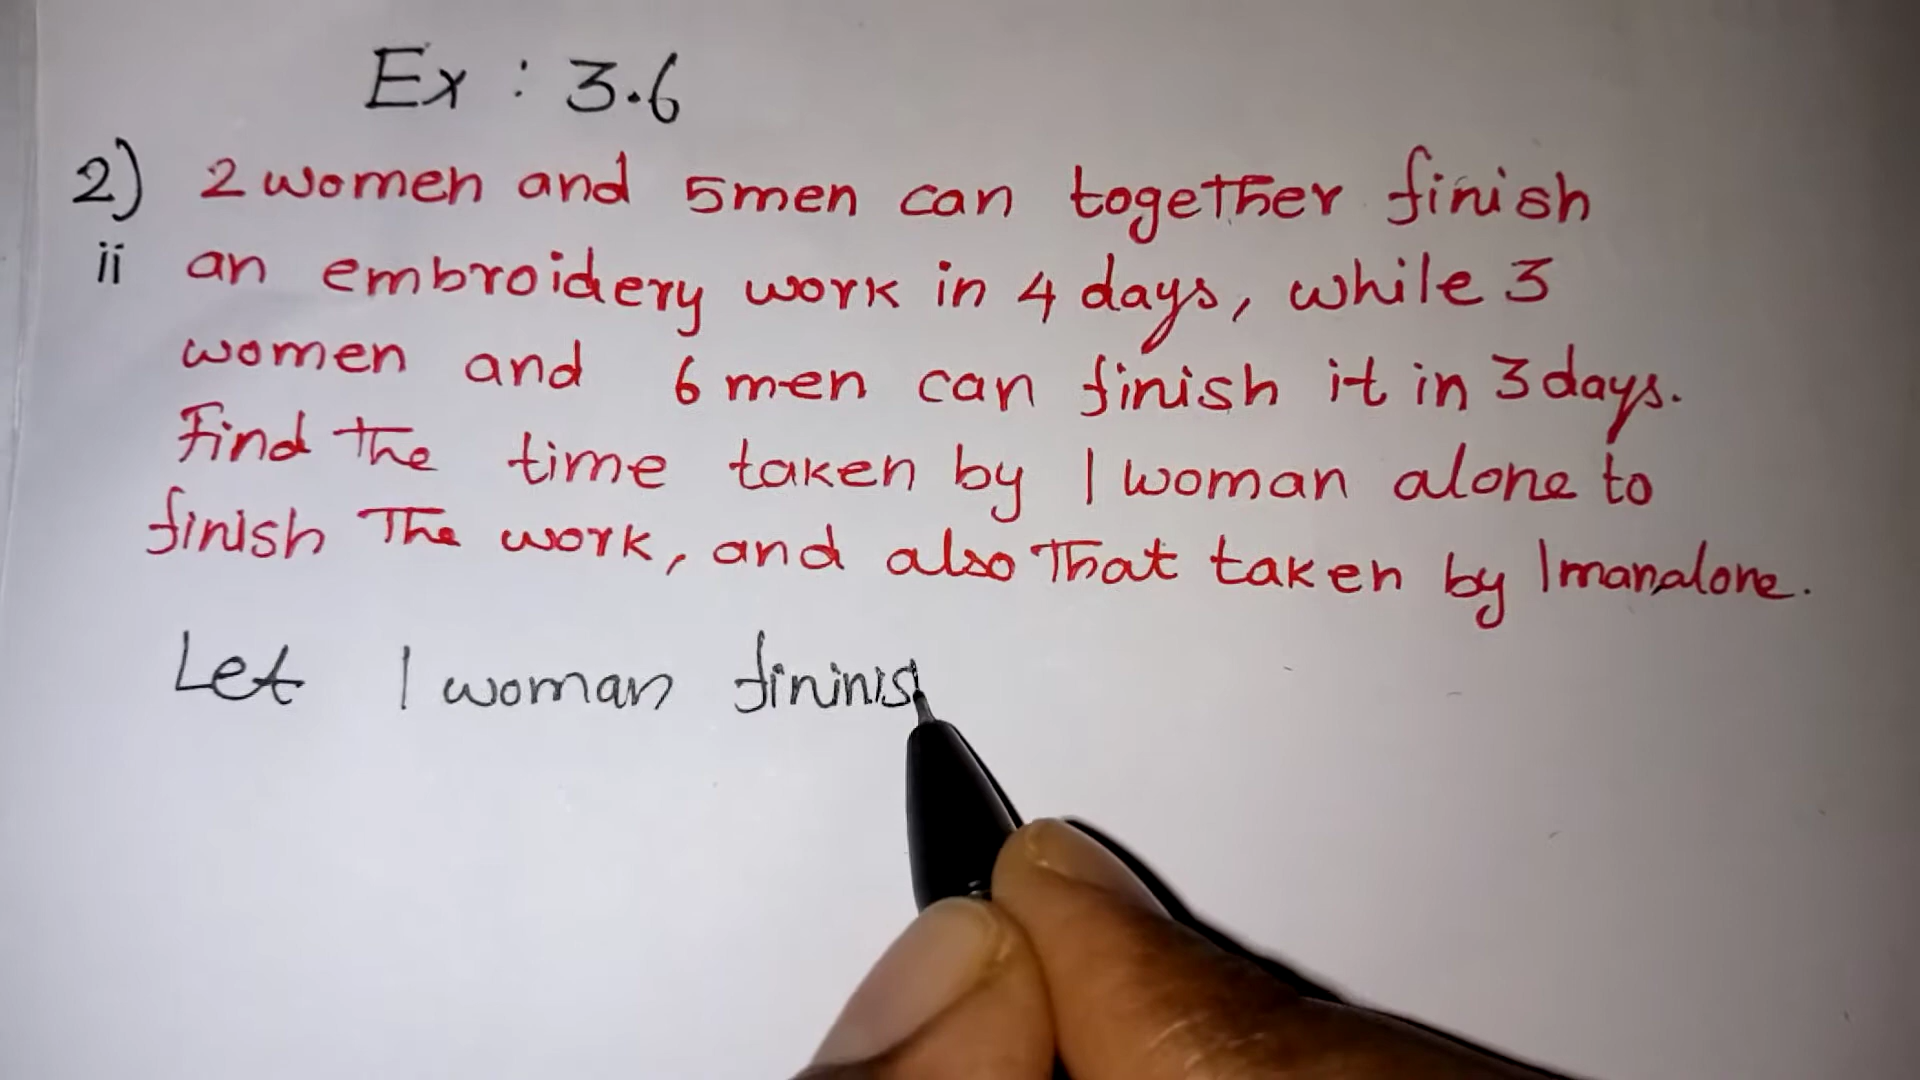 Ex : 3.6
2) 2 women and 5 men can together finish
ii an embroidery work in 4 days, while 3
women and 6 men can finish it in 3 days.
Find the time taken by 1 woman alone to
finish the work, and also that taken by 1 man alone.
Let 1 woman fininis